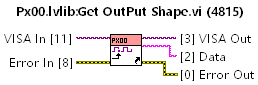 Px00.lvlib:Get OutPut Shape.vi (4815)
VISA In [11] PX00 [3] VISA Out
[2] Data
Error In [8] [0] Error Out